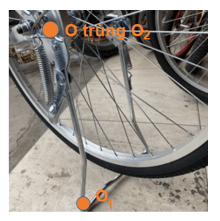 O trùng O₂
O₁